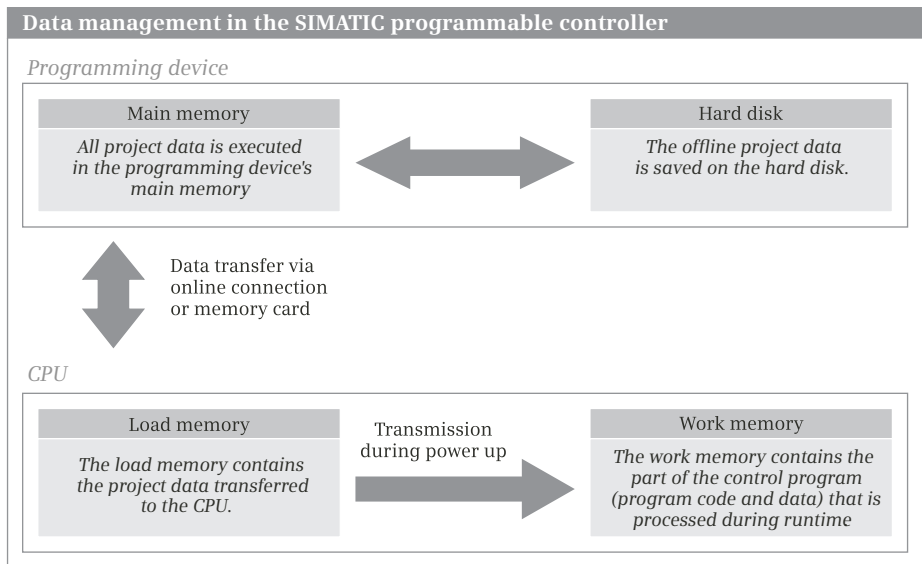 Data management in the SIMATIC programmable controller
Programming device
Main memory
All project data is executed
in the programming device's
main memory
Hard disk
The offline project data
is saved on the hard disk.
Data transfer via
online connection
or memory card
CPU
Load memory
The load memory contains
the project data transferred
to the CPU.
Transmission
during power up
Work memory
The work memory contains the
part of the control program
(program code and data) that is
processed during runtime